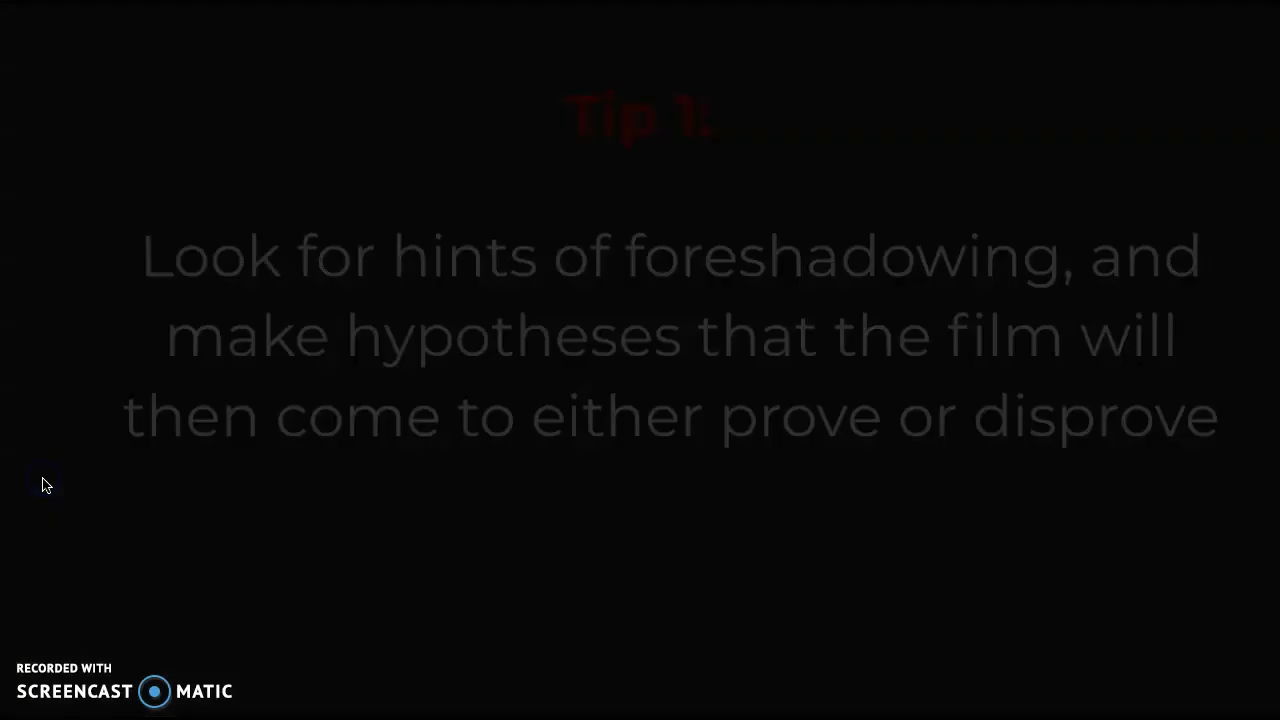 Tip 1:
Look for hints of foreshadowing, and
make hypotheses that the film will
then come to either prove or disprove
RECORDED WITH
SCREENCAST MATIC